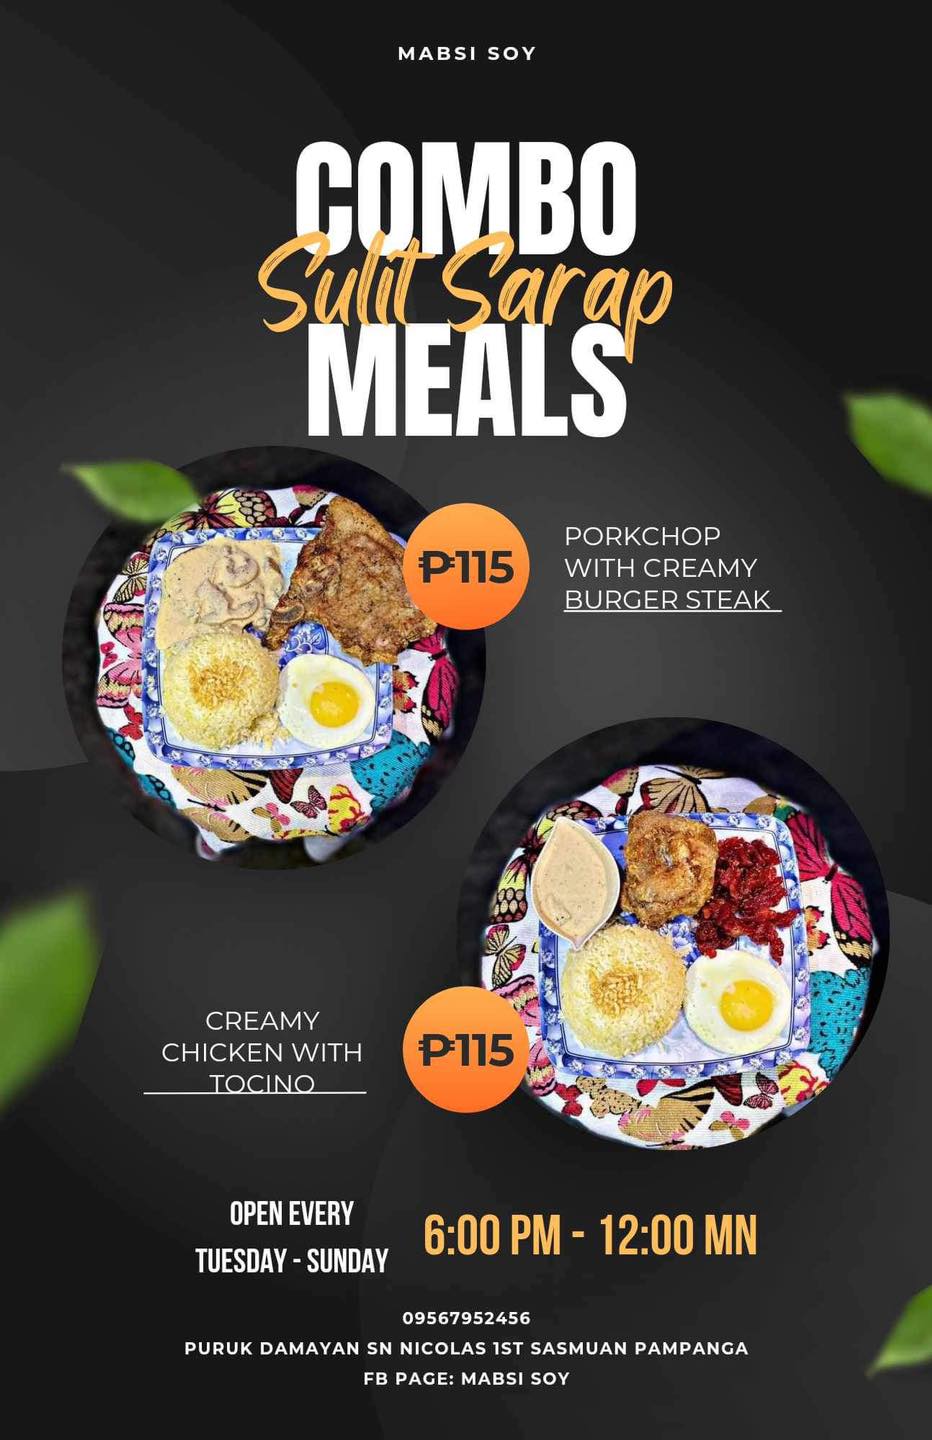 MABSI SOY
COMBO
Sulit Sarap
MEALS
₱115
PORKCHOP
WITH CREAMY
BURGER STEAK
CREAMY
CHICKEN WITH
TOCINO
₱115
OPEN EVERY
TUESDAY - SUNDAY
6:00 PM - 12:00 MN
09567952456
PURUK DAMAYAN SN NICOLAS 1ST SASMUAN PAMPANGA
FB PAGE: MABSI SOY